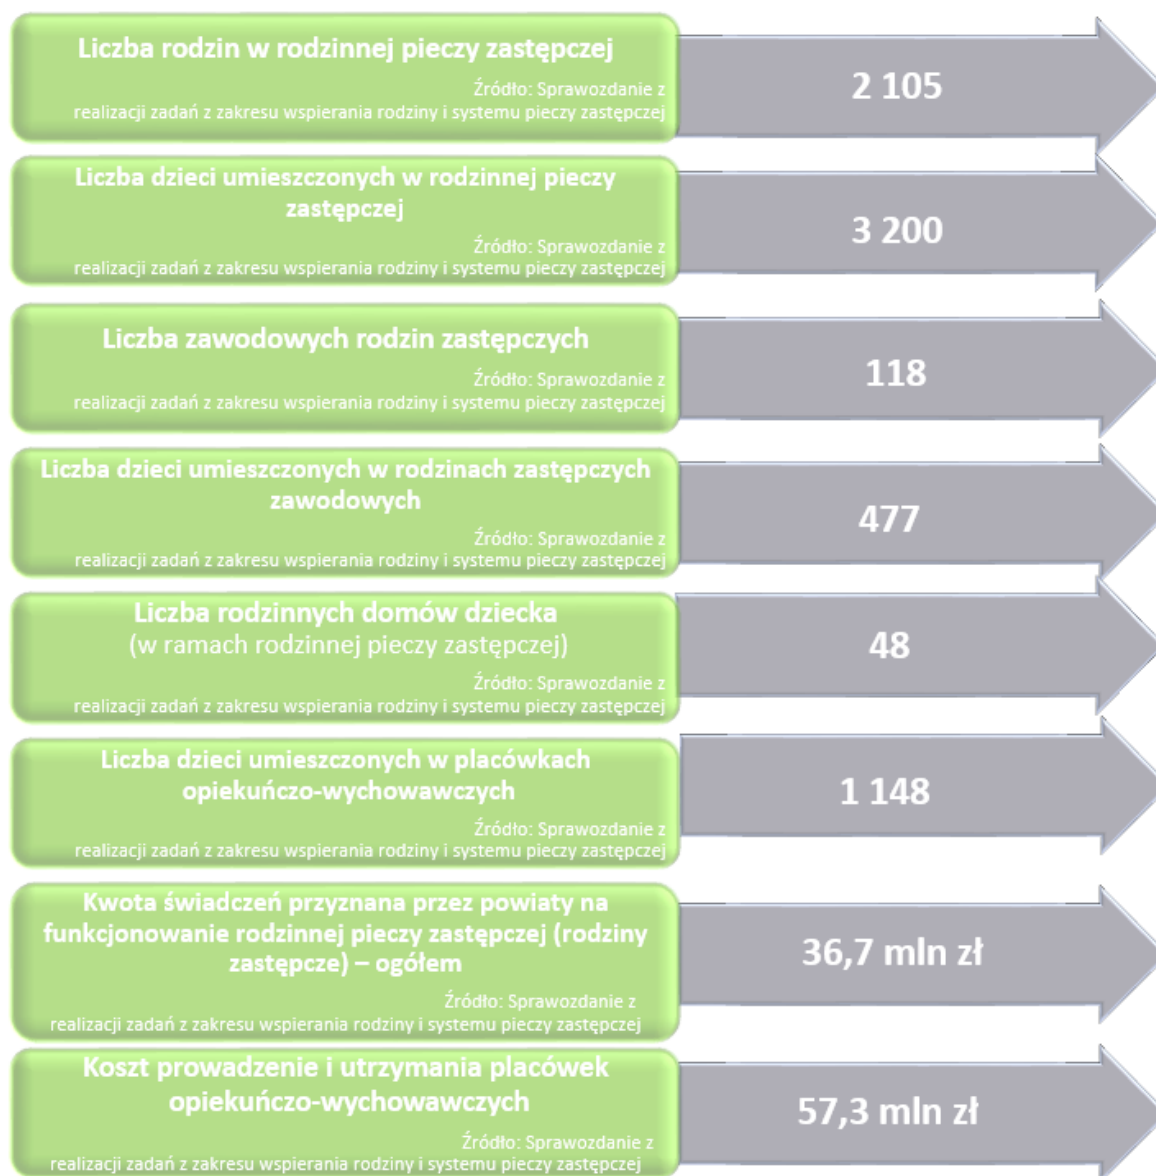 Liczba rodzin w rodzinnej pieczy zastępczej
Źródło: Sprawozdanie z
realizacji zadań z zakresu wspierania rodziny i systemu pieczy zastępczej
2 105
Liczba dzieci umieszczonych w rodzinnej pieczy
zastępczej
Źródło: Sprawozdanie z
realizacji zadań z zakresu wspierania rodziny i systemu pieczy zastępczej
3 200
Liczba zawodowych rodzin zastępczych
Źródło: Sprawozdanie z
realizacji zadań z zakresu wspierania rodziny i systemu pieczy zastępczej
118
Liczba dzieci umieszczonych w rodzinach zastępczych
zawodowych
Źródło: Sprawozdanie z
realizacji zadań z zakresu wspierania rodziny i systemu pieczy zastępczej
477
Liczba rodzinnych domów dziecka
(w ramach rodzinnej pieczy zastępczej)
Źródło: Sprawozdanie z
realizacji zadań z zakresu wspierania rodziny i systemu pieczy zastępczej
48
Liczba dzieci umieszczonych w placówkach
opiekuńczo-wychowawczych
Źródło: Sprawozdanie z
realizacji zadań z zakresu wspierania rodziny i systemu pieczy zastępczej
1 148
Kwota świadczeń przyznana przez powiaty na
funkcjonowanie rodzinnej pieczy zastępczej (rodziny
zastępcze) – ogółem
Źródło: Sprawozdanie z
realizacji zadań z zakresu wspierania rodziny i systemu pieczy zastępczej
36,7 mln zł
Koszt prowadzenie i utrzymania placówek
opiekuńczo-wychowawczych
Źródło: Sprawozdanie z
realizacji zadań z zakresu wspierania rodziny i systemu pieczy zastępczej
57,3 mln zł